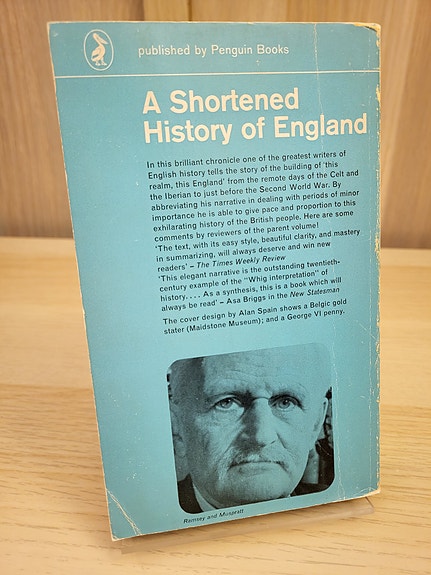 published by Penguin Books
A Shortened
History of England
In this brilliant chronicle one of the greatest writers of
English history tells the story of the building of 'this
realm, this England' from the remote days of the Celt and
the Iberian to just before the Second World War. By
abbreviating his narrative in dealing with periods of minor
importance he is able to give pace and proportion to this
exhilarating history of the British people. Here are some
comments by reviewers of the parent volume!
'The text, with its easy style, beautiful clarity, and mastery
in summarizing, will always deserve and win new
readers' – The Times Weekly Review
'This elegant narrative is the outstanding twentieth-
century example of the "Whig interpretation" of
history. . . . As a synthesis, this is a book which will
always be read' – Asa Briggs in the New Statesman
The cover design by Alan Spain shows a Belgic gold
stater (Maidstone Museum); and a George VI penny.
Ramsey and Muspratt